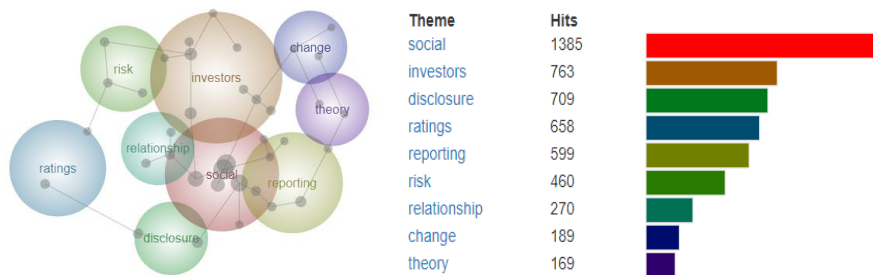 risk
investors
change
theory
relationship
ratings
social
reporting
disclosure
Theme Hits
social 1385
investors 763
disclosure 709
ratings 658
reporting 599
risk 460
relationship 270
change 189
theory 169